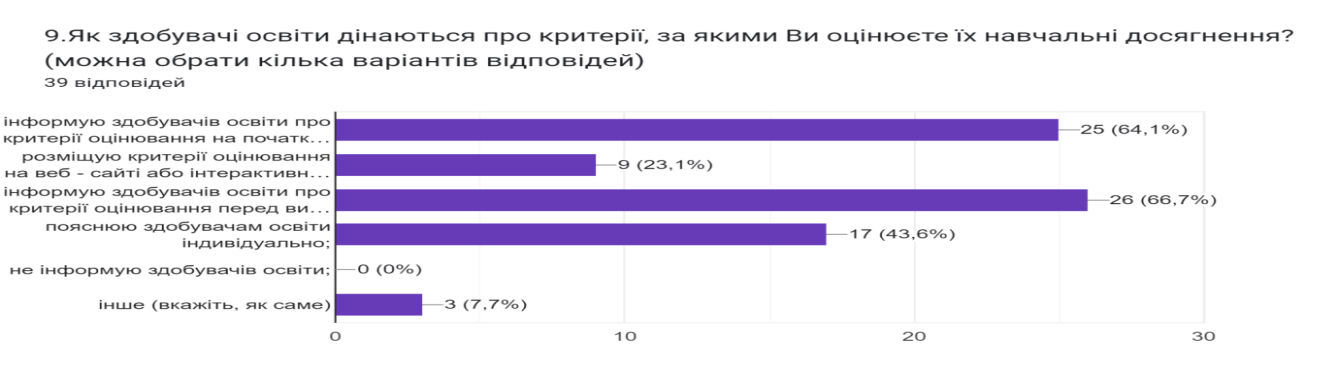 9.Як здобувачі освіти дінаються про критерії, за якими Ви оцінюєте їх навчальні досягнення?
(можна обрати кілька варіантів відповідей)
39 відповідей
інформую здобувачів освіти про
критерії оцінювання на початк...
25 (64,1%)
розміщую критерії оцінювання
на веб - сайті або інтерактивн...
9 (23,1%)
інформую здобувачів освіти про
критерії оцінювання перед ви...
26 (66,7%)
пояснюю здобувачам освіти
індивідуально;
17 (43,6%)
не інформую здобувачів освіти;
0 (0%)
інше (вкажіть, як саме)
3 (7,7%)
0 10 20 30